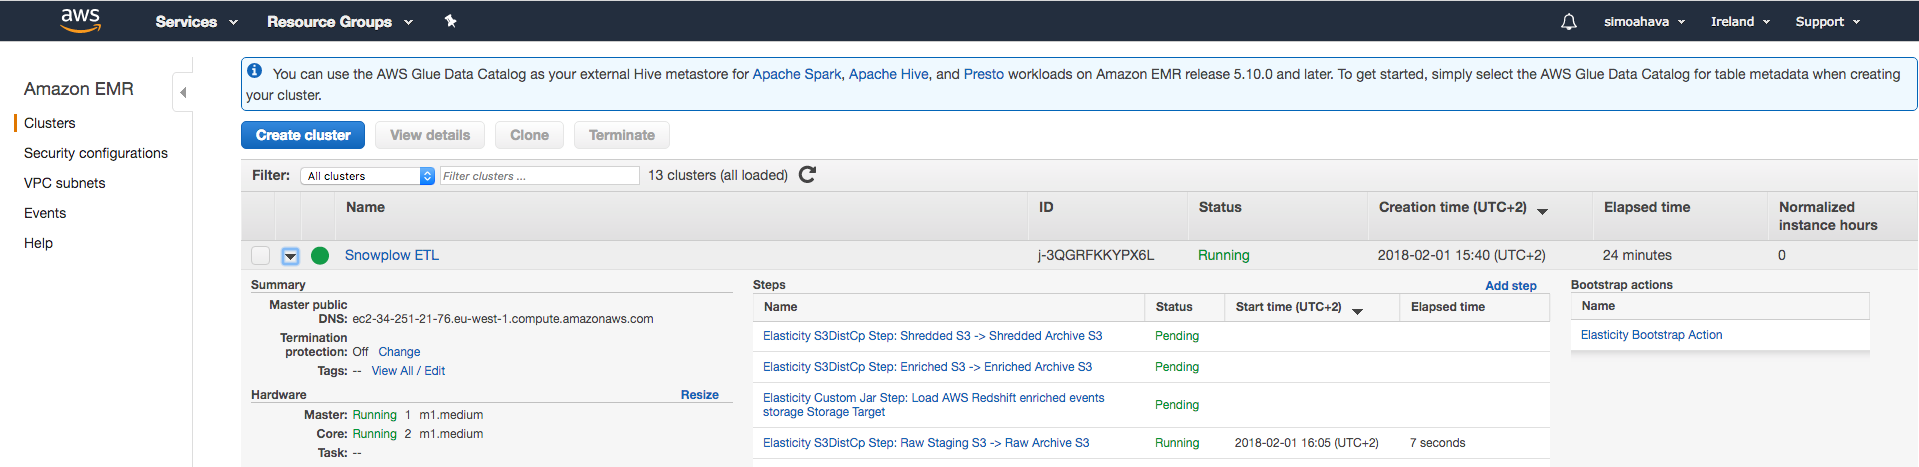 aws Services Resource Groups simoahava Ireland Support
Amazon EMR
Clusters
Security configurations
VPC subnets
Events
Help
You can use the AWS Glue Data Catalog as your external Hive metastore for Apache Spark, Apache Hive, and Presto workloads on Amazon EMR release 5.10.0 and later. To get started, simply select the AWS Glue Data Catalog for table metadata when creating
your cluster.
Create cluster View details Clone Terminate
Filter: All clusters Filter clusters ... 13 clusters (all loaded)
Name ID Status Creation time (UTC+2) Elapsed time Normalized
instance hours
Snowplow ETL j-3QGRFKKYPX6L Running 2018-02-01 15:40 (UTC+2) 24 minutes 0
Summary
Master public
DNS: ec2-34-251-21-76.eu-west-1.compute.amazonaws.com
Termination
protection: Off Change
Tags: -- View All / Edit
Hardware Resize
Master: Running 1 m1.medium
Core: Running 2 m1.medium
Task: --
Steps Add step
Name Status Start time (UTC+2) Elapsed time
Elasticity S3DistCp Step: Shredded S3 -> Shredded Archive S3 Pending
Elasticity S3DistCp Step: Enriched S3 -> Enriched Archive S3 Pending
Elasticity Custom Jar Step: Load AWS Redshift enriched events
storage Storage Target Pending
Elasticity S3DistCp Step: Raw Staging S3 -> Raw Archive S3 Running 2018-02-01 16:05 (UTC+2) 7 seconds
Bootstrap actions
Name
Elasticity Bootstrap Action